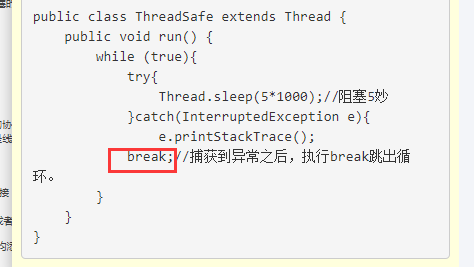 public class ThreadSafe extends Thread {
    public void run() {
        while (true){
            try{
                Thread.sleep(5*1000);//阻塞5妙
            }catch(InterruptedException e){
                e.printStackTrace();
            break;//捕获到异常之后，执行break跳出循
环。
        }
    }
}